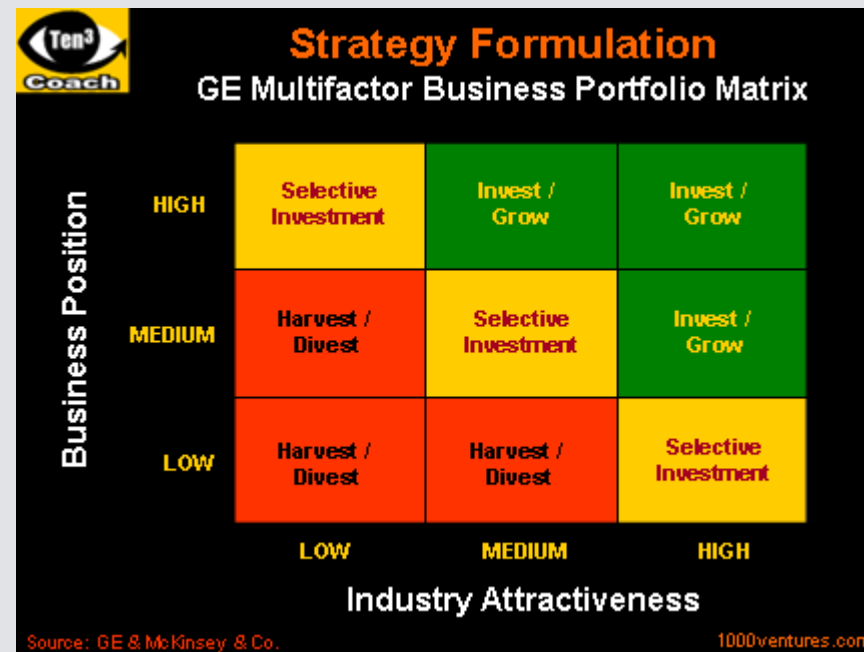 Ten³
Coach
Strategy Formulation
GE Multifactor Business Portfolio Matrix
Business Position
HIGH
Selective
Investment
Invest /
Grow
Invest /
Grow
MEDIUM
Harvest /
Divest
Selective
Investment
Invest /
Grow
LOW
Harvest /
Divest
Harvest /
Divest
Selective
Investment
LOW
MEDIUM
HIGH
Industry Attractiveness
Source: GE & McKinsey & Co.
1000ventures.com